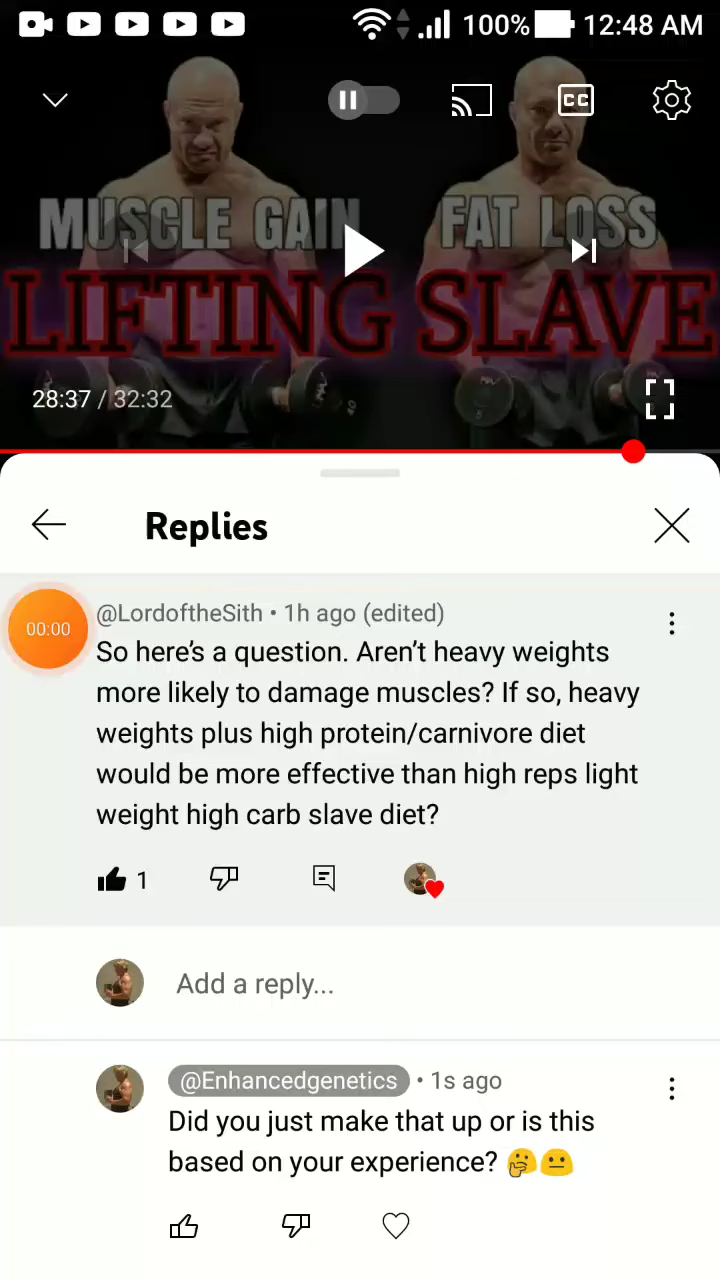 100% 12:48 AM
CC
MUSCLE GAIN FAT LOSS
LIFTING SLAVE
28:37 / 32:32
Replies
00:00
@LordoftheSith • 1h ago (edited)
So here's a question. Aren't heavy weights
more likely to damage muscles? If so, heavy
weights plus high protein/carnivore diet
would be more effective than high reps light
weight high carb slave diet?
1
Add a reply...
@Enhancedgenetics • 1s ago
Did you just make that up or is this
based on your experience? 🤔😐